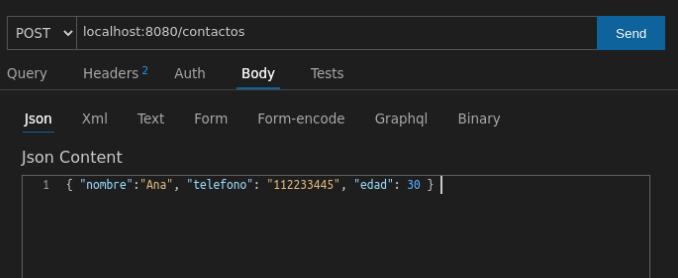 POST localhost:8080/contactos Send
Query Headers 2 Auth Body Tests
Json Xml Text Form Form-encode Graphql Binary
Json Content
1 { "nombre":"Ana", "telefono": "112233445", "edad": 30 }